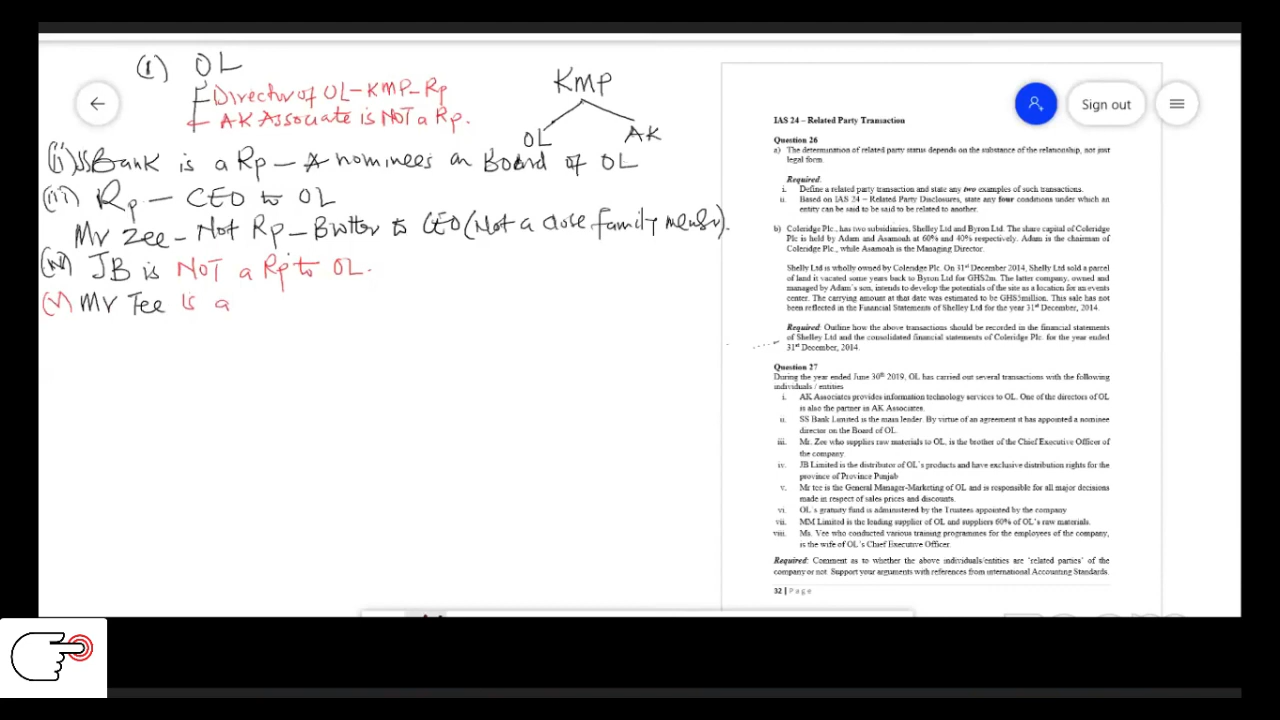 (i) OL
Director of OL-KMP-Rp
AK Associate is NOT a Rp.
KMP
OL AK
(ii) SSBank is a Rp - A nominees on Board of OL
(iii) Rp - CEO to OL
Mr Zee - Not Rp - Brother to CEO (Not a close family member).
(iv) JB is NOT a Rp to OL.
(v) Mr Tee is a
Sign out
IAS 24 – Related Party Transaction
Question 26
a) The determination of related party status depends on the substance of the relationship, not just
legal form.
Required:
i. Define a related party transaction and state any two examples of such transactions.
ii. Based on IAS 24 – Related Party Disclosures, state any four conditions under which an
entity can be said to be said to be related to another.
b) Coleridge Plc., has two subsidiaries, Shelley Ltd and Byron Ltd. The share capital of Coleridge
Plc is held by Adam and Asamoah at 60% and 40% respectively. Adam is the chairman of
Coleridge Plc., while Asamoah is the Managing Director.
Shelly Ltd is wholly owned by Coleridge Plc. On 31st December 2014, Shelly Ltd sold a parcel
of land it vacated some years back to Byron Ltd for GHS2m. The latter company, owned and
managed by Adam's son, intends to develop the potentials of the site as a location for an events
center. The carrying amount at that date was estimated to be GHS5million. This sale has not
been reflected in the Financial Statements of Shelley Ltd for the year 31st December, 2014.
Required: Outline how the above transactions should be recorded in the financial statements
of Shelley Ltd and the consolidated financial statements of Coleridge Plc. for the year ended
31st December, 2014.
Question 27
During the year ended June 30th 2019, OL has carried out several transactions with the following
individuals / entities
i. AK Associates provides information technology services to OL. One of the directors of OL
is also the partner in AK Associates.
ii. SS Bank Limited is the main lender. By virtue of an agreement it has appointed a nominee
director on the Board of OL.
iii. Mr. Zee who supplies raw materials to OL, is the brother of the Chief Executive Officer of
the company.
iv. JB Limited is the distributor of OL's products and have exclusive distribution rights for the
province of Province Punjab
v. Mr tee is the General Manager-Marketing of OL and is responsible for all major decisions
made in respect of sales prices and discounts.
vi. OL's gratuity fund is administered by the Trustees appointed by the company
vii. MM Limited is the leading supplier of OL and suppliers 60% of OL's raw materials.
viii. Ms. Vee who conducted various training programmes for the employees of the company,
is the wife of OL's Chief Executive Officer.
Required: Comment as to whether the above individuals/entities are 'related parties' of the
company or not. Support your arguments with references from international Accounting Standards.
32 | Page